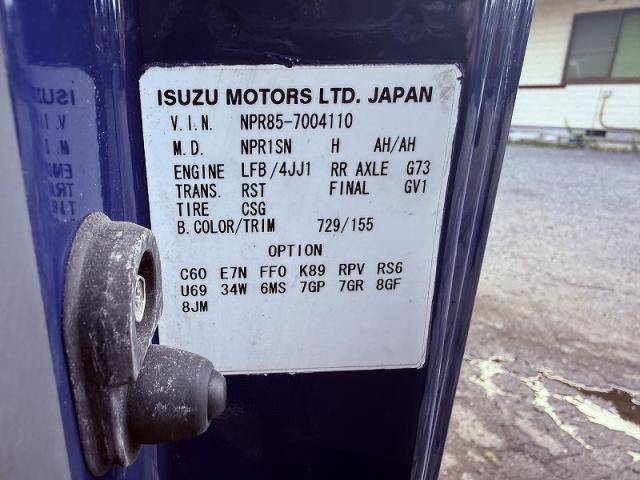 ISUZU MOTORS LTD. JAPAN
V.I.N. NPR85-7004110
M.D. NPR1SN H AH/AH
ENGINE LFB/4JJ1 RR AXLE G73
TRANS. RST FINAL GV1
TIRE CSG
B.COLOR/TRIM 729/155
OPTION
C60 E7N FF0 K89 RPV RS6
U69 34W 6MS 7GP 7GR 8GF
8JM